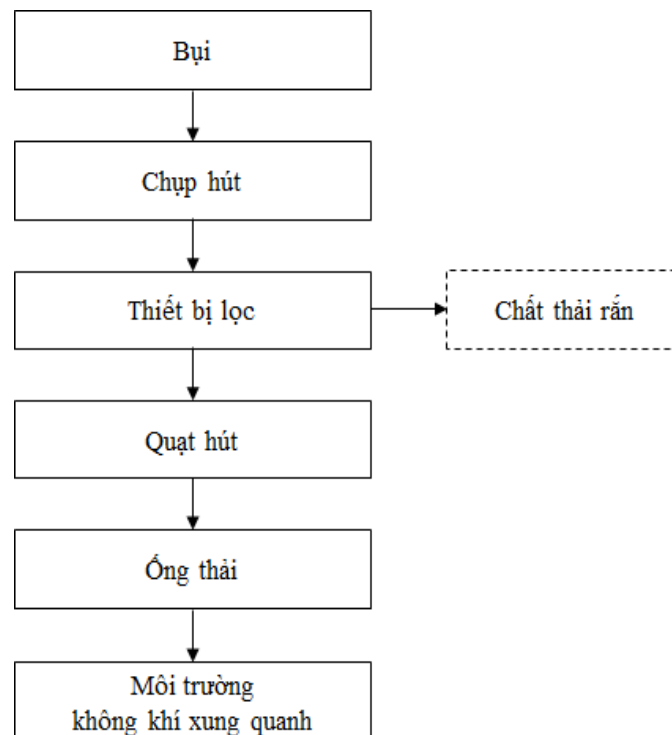 Bụi
Chụp hút
Thiết bị lọc
Chất thải rắn
Quạt hút
Ống thải
Môi trường
không khí xung quanh